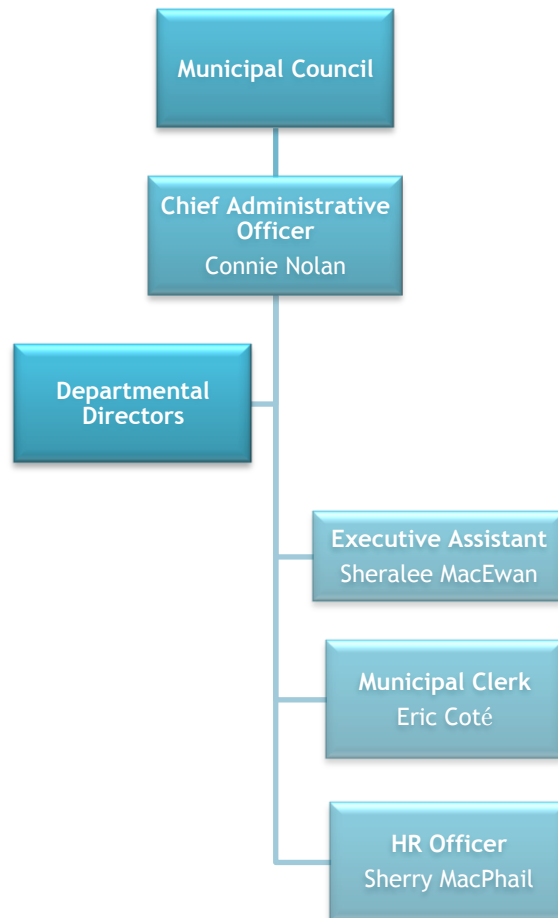 Municipal Council
Chief Administrative
Officer
Connie Nolan
Departmental
Directors
Executive Assistant
Sheralee MacEwan
Municipal Clerk
Eric Coté
HR Officer
Sherry MacPhail